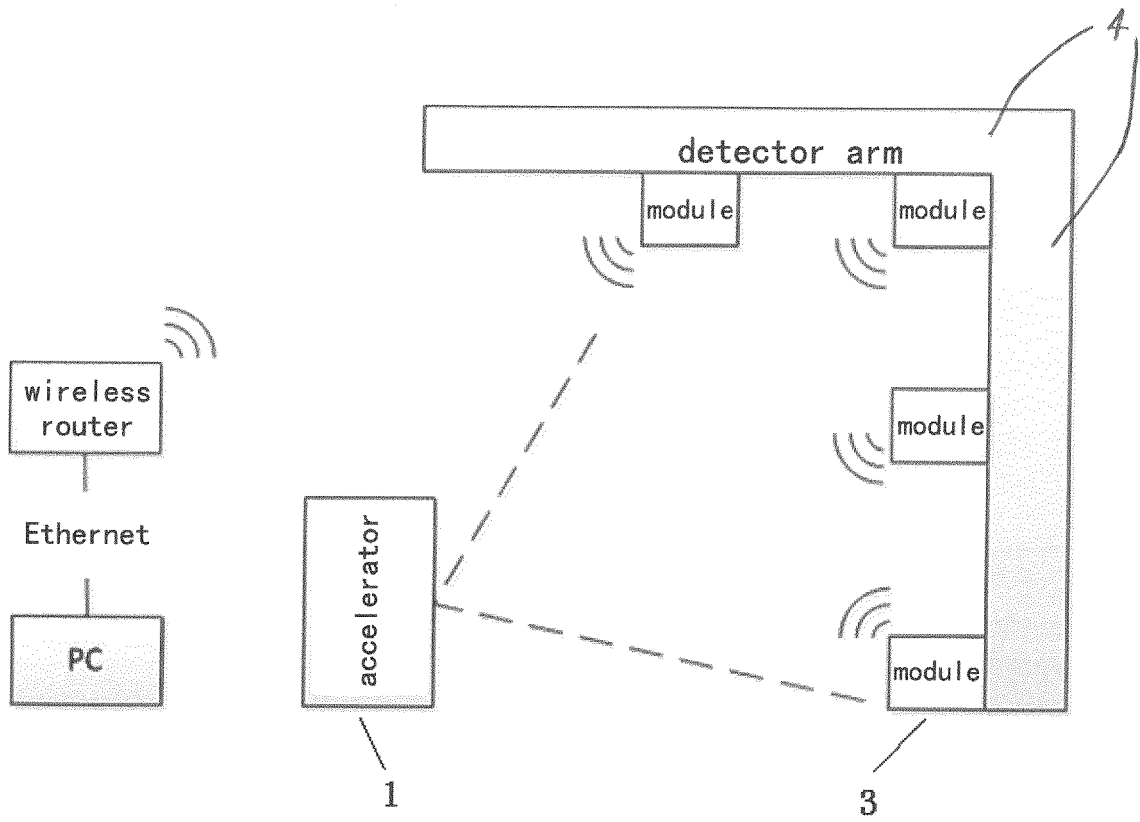 4
detector arm
module
module
wireless
router
module
Ethernet
accelerator
PC
module
1
3